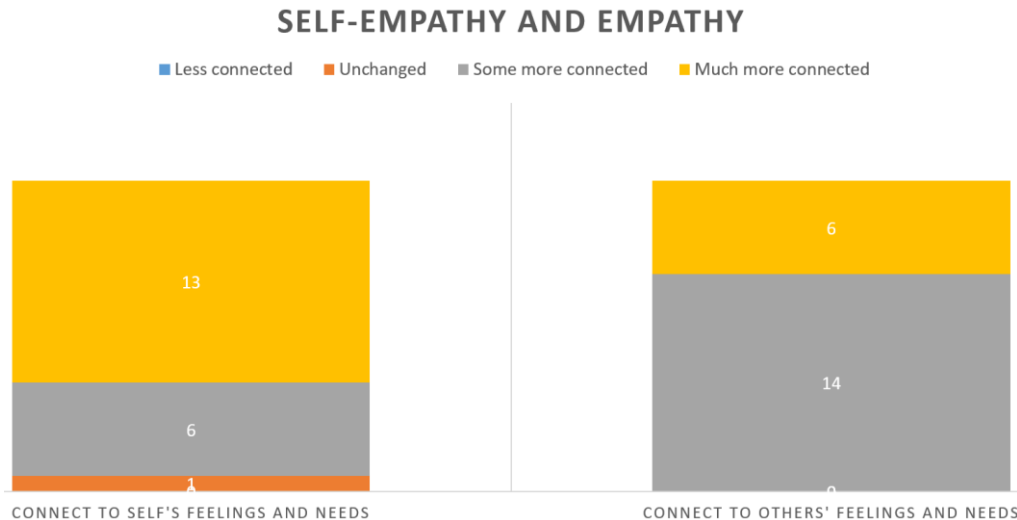 SELF-EMPATHY AND EMPATHY
Less connected Unchanged Some more connected Much more connected
13
6
6
14
1
0
0
CONNECT TO SELF'S FEELINGS AND NEEDS
CONNECT TO OTHERS' FEELINGS AND NEEDS